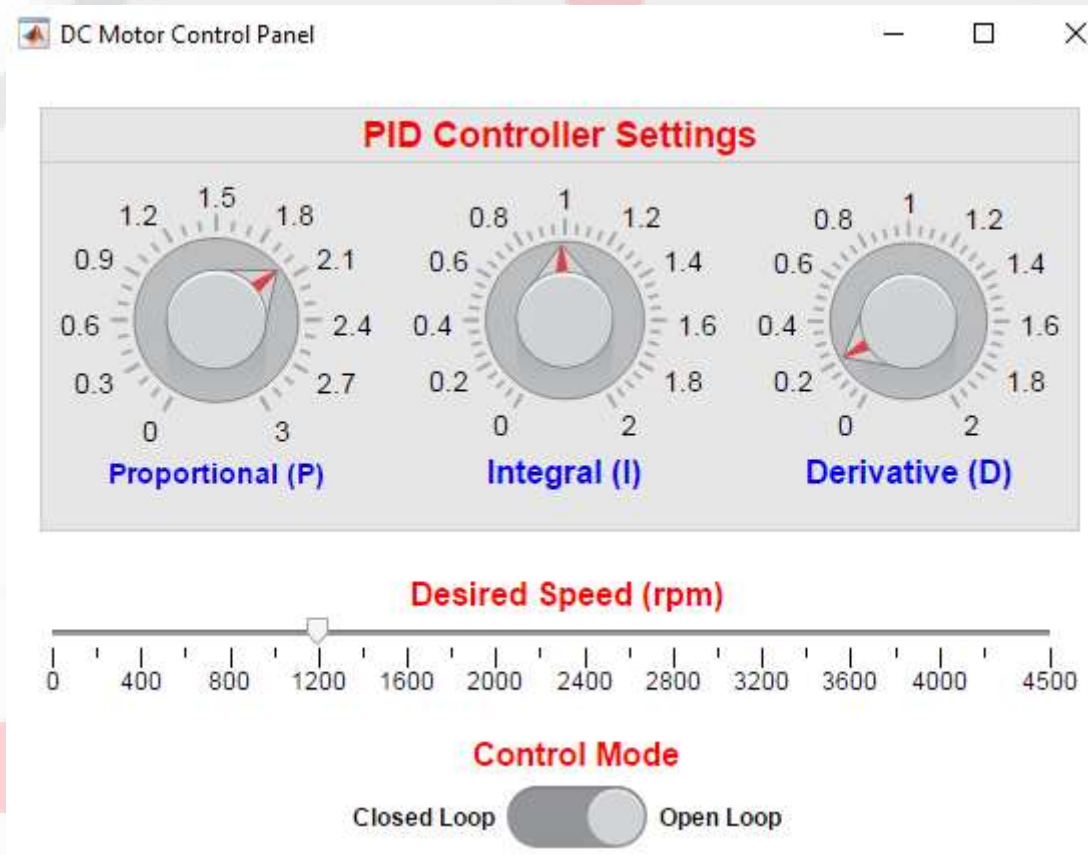 DC Motor Control Panel
PID Controller Settings
0 0.3 0.6 0.9 1.2 1.5 1.8 2.1 2.4 2.7 3
Proportional (P)
0 0.2 0.4 0.6 0.8 1 1.2 1.4 1.6 1.8 2
Integral (I)
0 0.2 0.4 0.6 0.8 1 1.2 1.4 1.6 1.8 2
Derivative (D)
Desired Speed (rpm)
0 400 800 1200 1600 2000 2400 2800 3200 3600 4000 4500
Control Mode
Closed Loop Open Loop